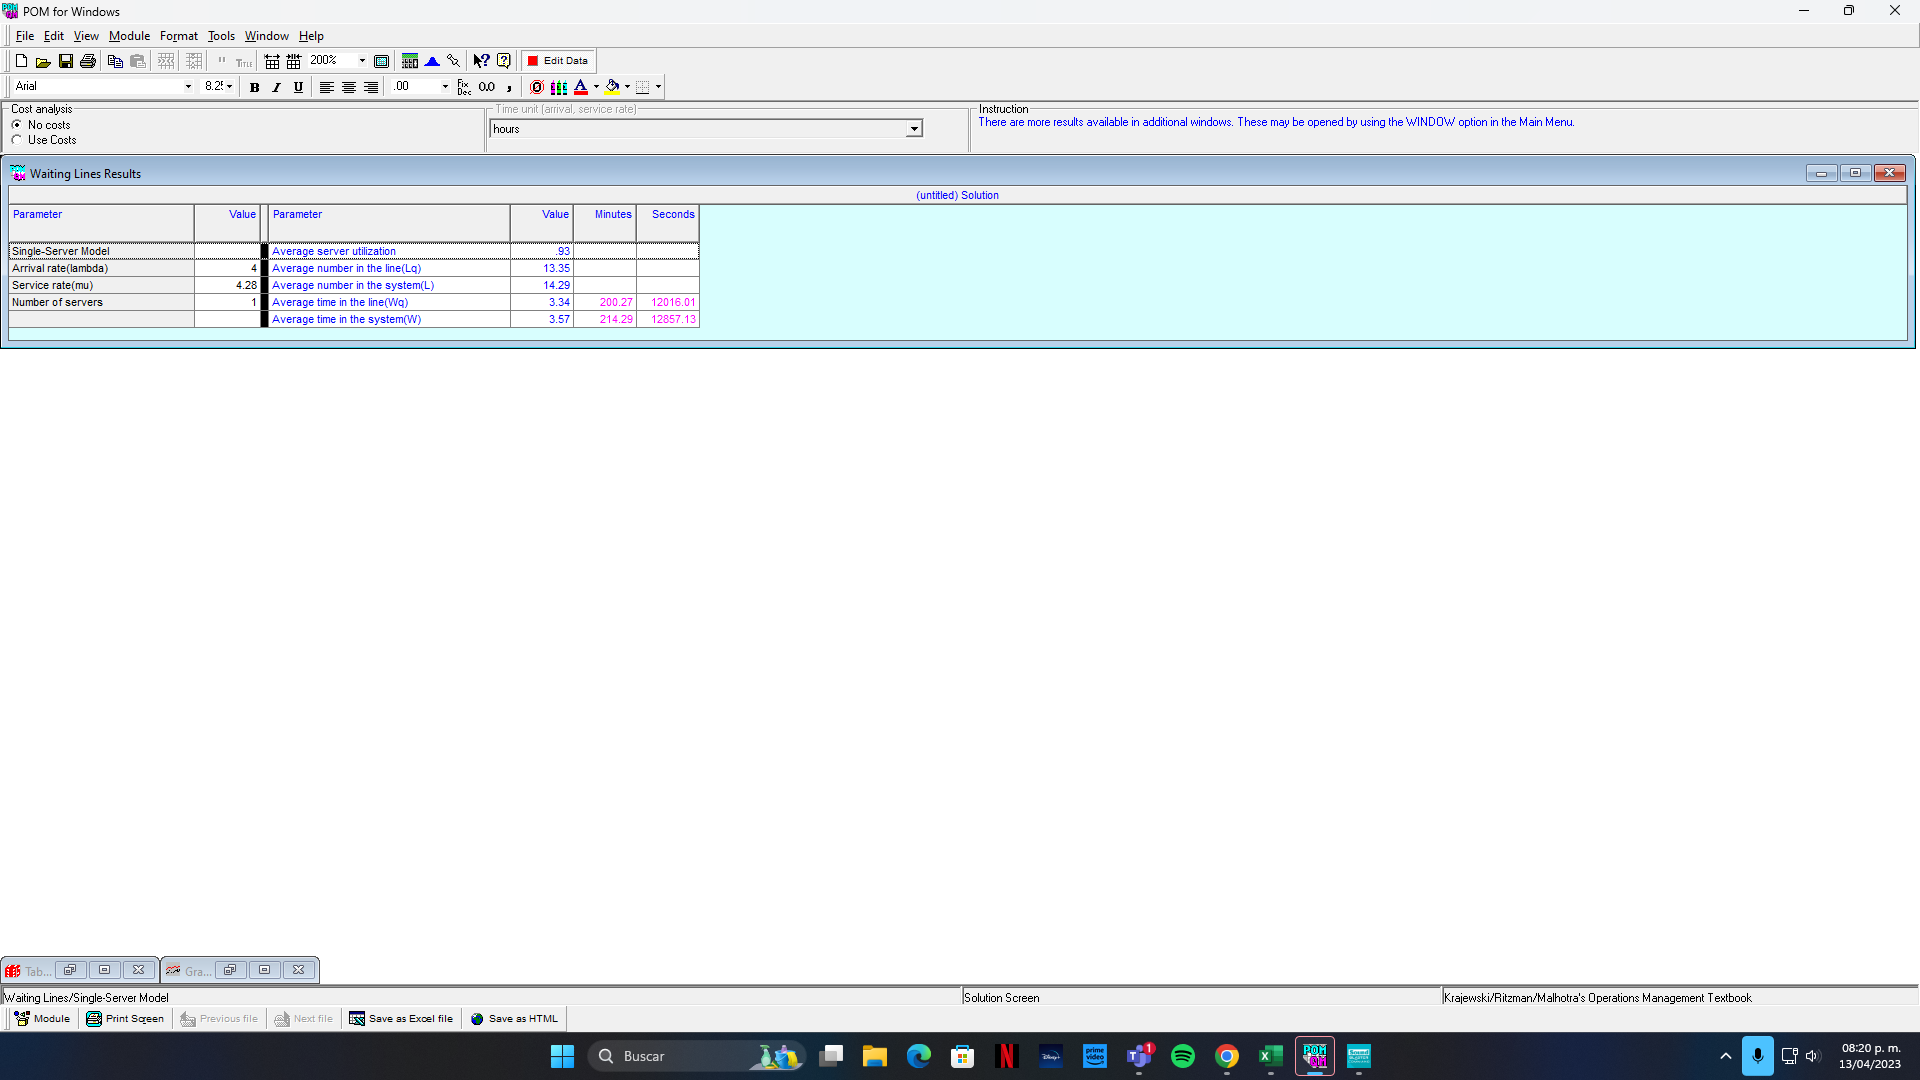 POM for Windows
File Edit View Module Format Tools Window Help
TITLE 200% Edit Data
Arial 8.25 B I U .00 Fix Dec 0.0 ,
Cost analysis
No costs
Use Costs
Time unit (arrival, service rate)
hours
Instruction
There are more results available in additional windows. These may be opened by using the WINDOW option in the Main Menu.
Waiting Lines Results
(untitled) Solution
Parameter Value Parameter Value Minutes Seconds
Single-Server Model Average server utilization .93
Arrival rate(lambda) 4 Average number in the line(Lq) 13.35
Service rate(mu) 4.28 Average number in the system(L) 14.29
Number of servers 1 Average time in the line(Wq) 3.34 200.27 12016.01
Average time in the system(W) 3.57 214.29 12857.13
Tab... Gra...
Waiting Lines/Single-Server Model Solution Screen Krajewski/Ritzman/Malhotra's Operations Management Textbook
Module Print Screen Previous file Next file Save as Excel file Save as HTML
Buscar
08:20 p. m.
13/04/2023